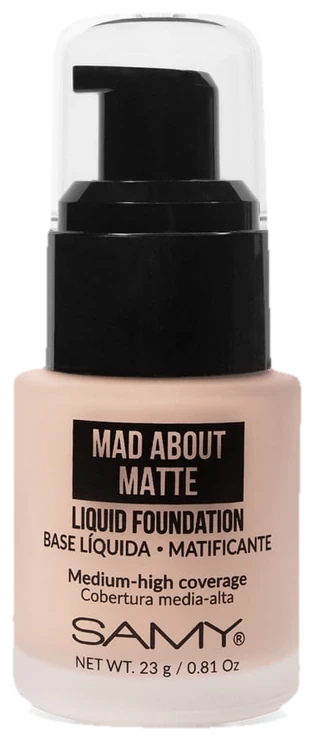 MAD ABOUT
MATTE
LIQUID FOUNDATION
BASE LÍQUIDA • MATIFICANTE
Medium-high coverage
Cobertura media-alta
SAMY®
NET WT. 23 g / 0.81 Oz